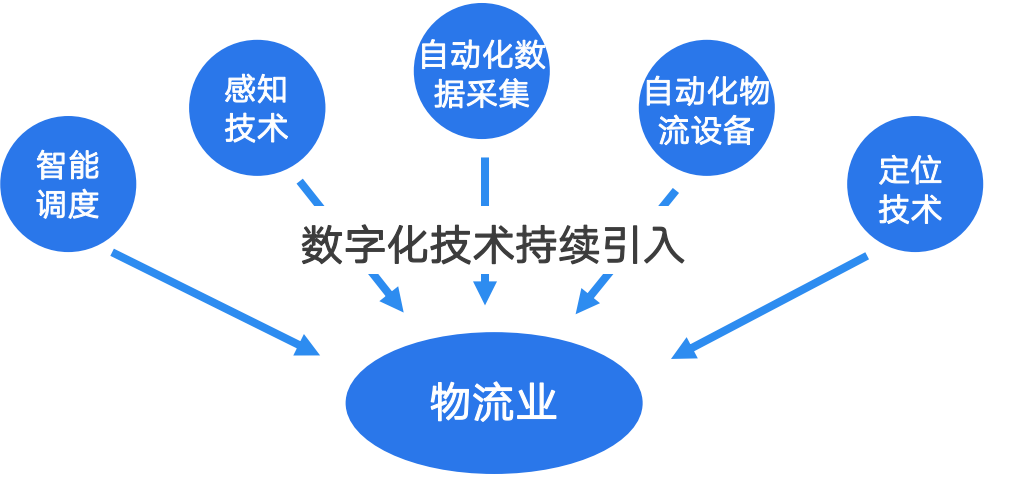 智能
调度
感知
技术
自动化数
据采集
自动化物
流设备
定位
技术
数字化技术持续引入
物流业